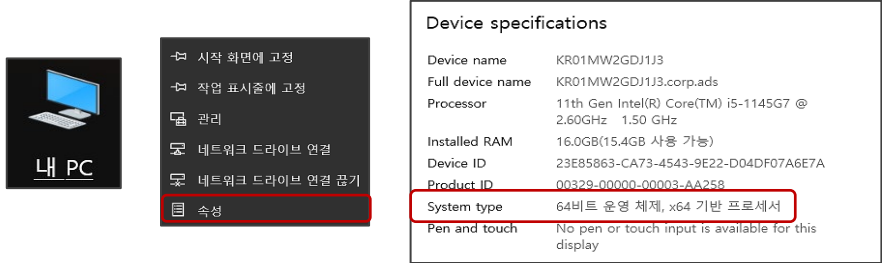 내 PC
시작 화면에 고정
작업 표시줄에 고정
관리
네트워크 드라이브 연결
네트워크 드라이브 연결 끊기
속성
Device specifications
Device name KR01MW2GDJ1J3
Full device name KR01MW2GDJ1J3.corp.ads
Processor 11th Gen Intel(R) Core(TM) i5-1145G7 @
2.60GHz 1.50 GHz
Installed RAM 16.0GB(15.4GB 사용 가능)
Device ID 23E85863-CA73-4543-9E22-D04DF07A6E7A
Product ID 00329-00000-00003-AA258
System type 64비트 운영 체제, x64 기반 프로세서
Pen and touch No pen or touch input is available for this
display